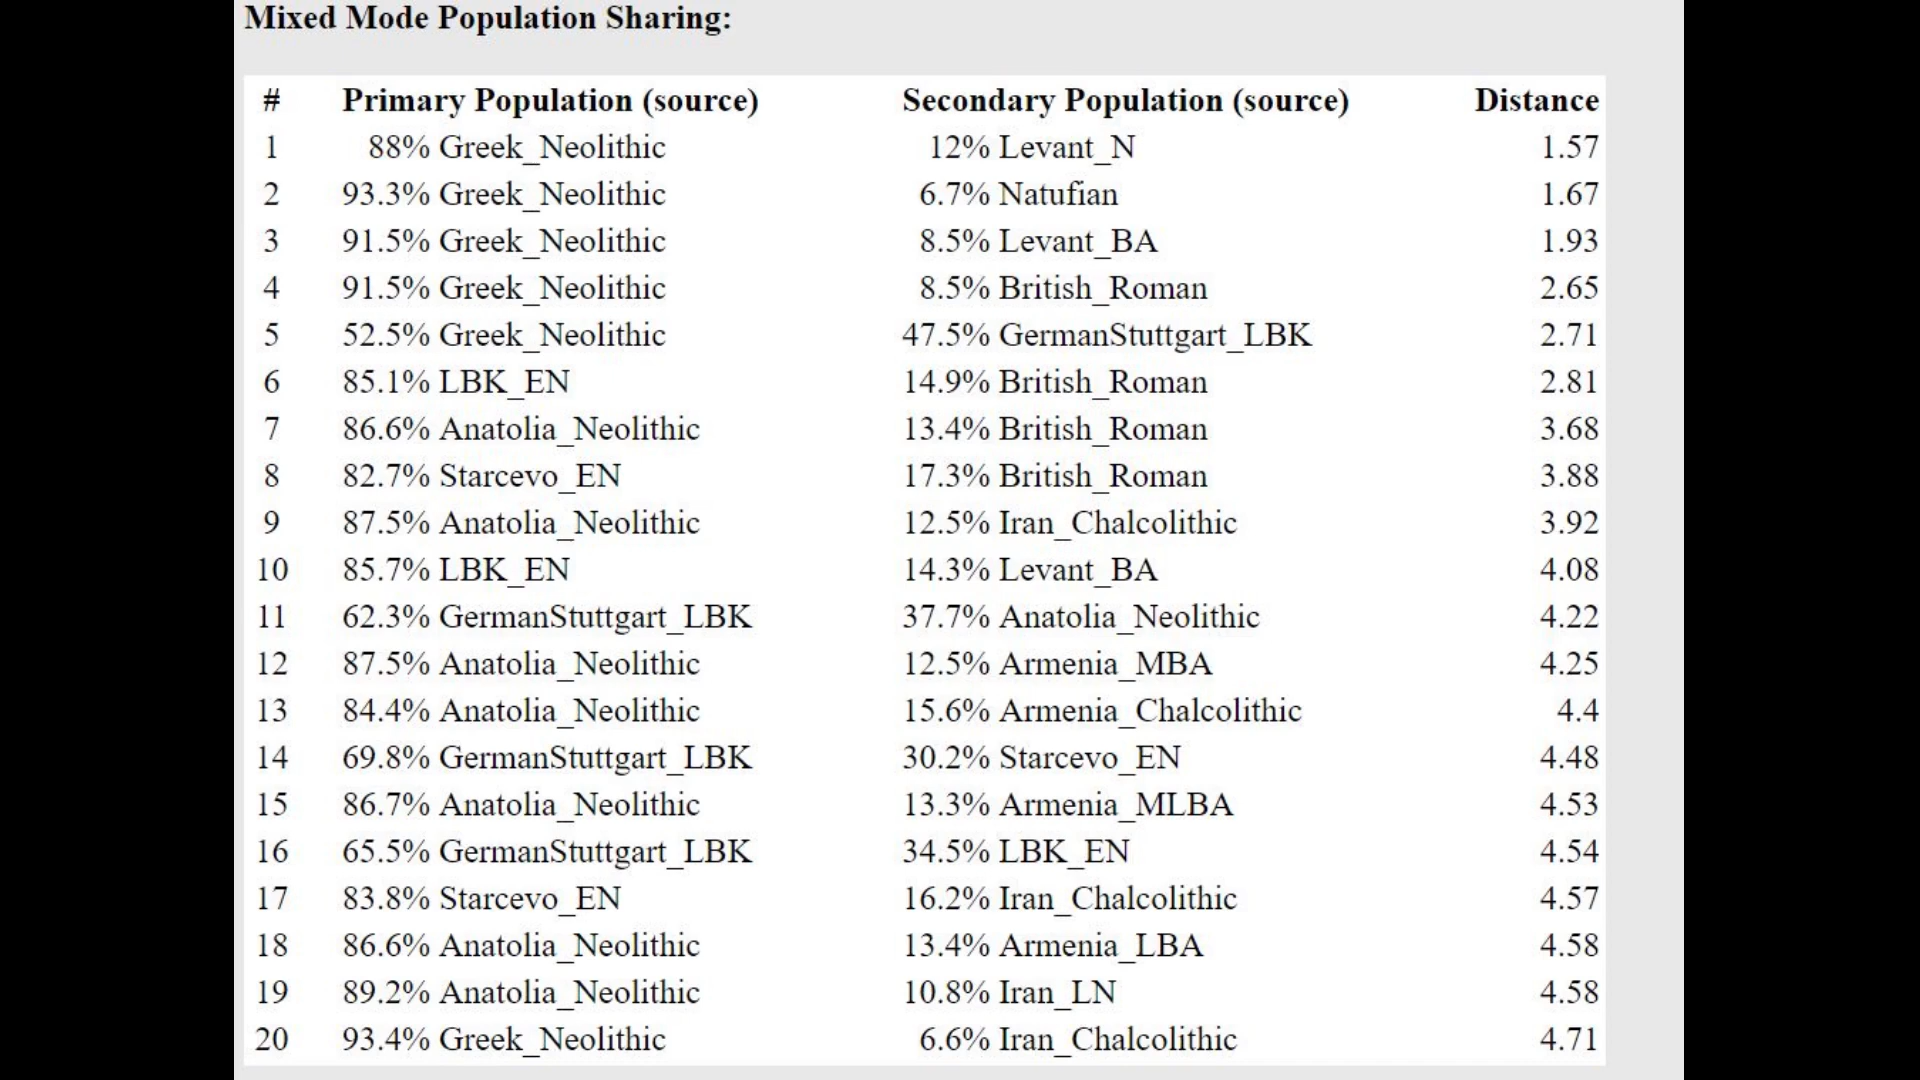 Mixed Mode Population Sharing:
# Primary Population (source) Secondary Population (source) Distance
1 88% Greek_Neolithic 12% Levant_N 1.57
2 93.3% Greek_Neolithic 6.7% Natufian 1.67
3 91.5% Greek_Neolithic 8.5% Levant_BA 1.93
4 91.5% Greek_Neolithic 8.5% British_Roman 2.65
5 52.5% Greek_Neolithic 47.5% GermanStuttgart_LBK 2.71
6 85.1% LBK_EN 14.9% British_Roman 2.81
7 86.6% Anatolia_Neolithic 13.4% British_Roman 3.68
8 82.7% Starcevo_EN 17.3% British_Roman 3.88
9 87.5% Anatolia_Neolithic 12.5% Iran_Chalcolithic 3.92
10 85.7% LBK_EN 14.3% Levant_BA 4.08
11 62.3% GermanStuttgart_LBK 37.7% Anatolia_Neolithic 4.22
12 87.5% Anatolia_Neolithic 12.5% Armenia_MBA 4.25
13 84.4% Anatolia_Neolithic 15.6% Armenia_Chalcolithic 4.4
14 69.8% GermanStuttgart_LBK 30.2% Starcevo_EN 4.48
15 86.7% Anatolia_Neolithic 13.3% Armenia_MLBA 4.53
16 65.5% GermanStuttgart_LBK 34.5% LBK_EN 4.54
17 83.8% Starcevo_EN 16.2% Iran_Chalcolithic 4.57
18 86.6% Anatolia_Neolithic 13.4% Armenia_LBA 4.58
19 89.2% Anatolia_Neolithic 10.8% Iran_LN 4.58
20 93.4% Greek_Neolithic 6.6% Iran_Chalcolithic 4.71